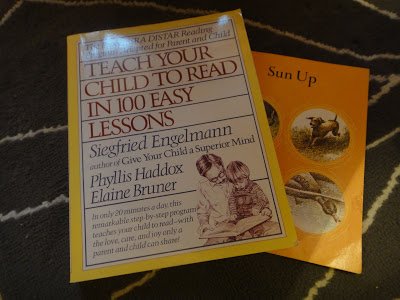 DISTAR Reading
Adapted for Parent and Child
TEACH YOUR
CHILD TO READ
IN 100 EASY
LESSONS
Siegfried Engelmann
author of Give Your Child a Superior Mind
Phyllis Haddox
Elaine Bruner
In only 20 minutes a day, this
remarkable step-by-step program
teaches your child to read—with
the love, care, and joy only a
parent and child can share!
Sun Up